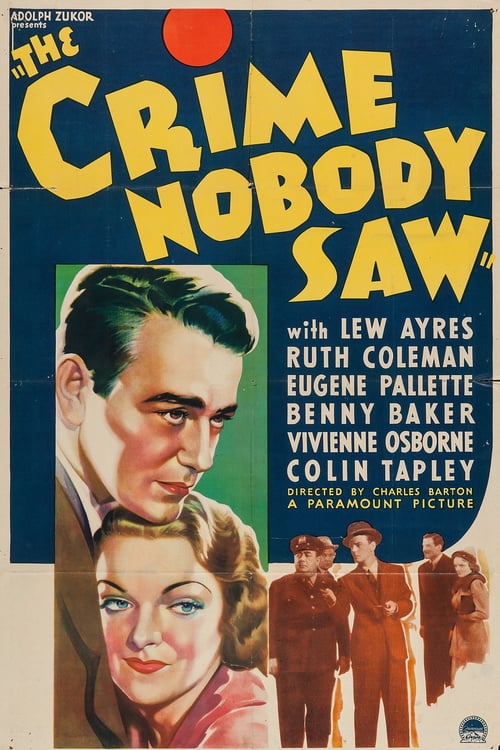 ADOLPH ZUKOR
presents
"THE
CRIME
NOBODY
SAW"
with LEW AYRES
RUTH COLEMAN
EUGENE PALLETTE
BENNY BAKER
VIVIENNE OSBORNE
COLIN TAPLEY
DIRECTED BY CHARLES BARTON
A PARAMOUNT PICTURE